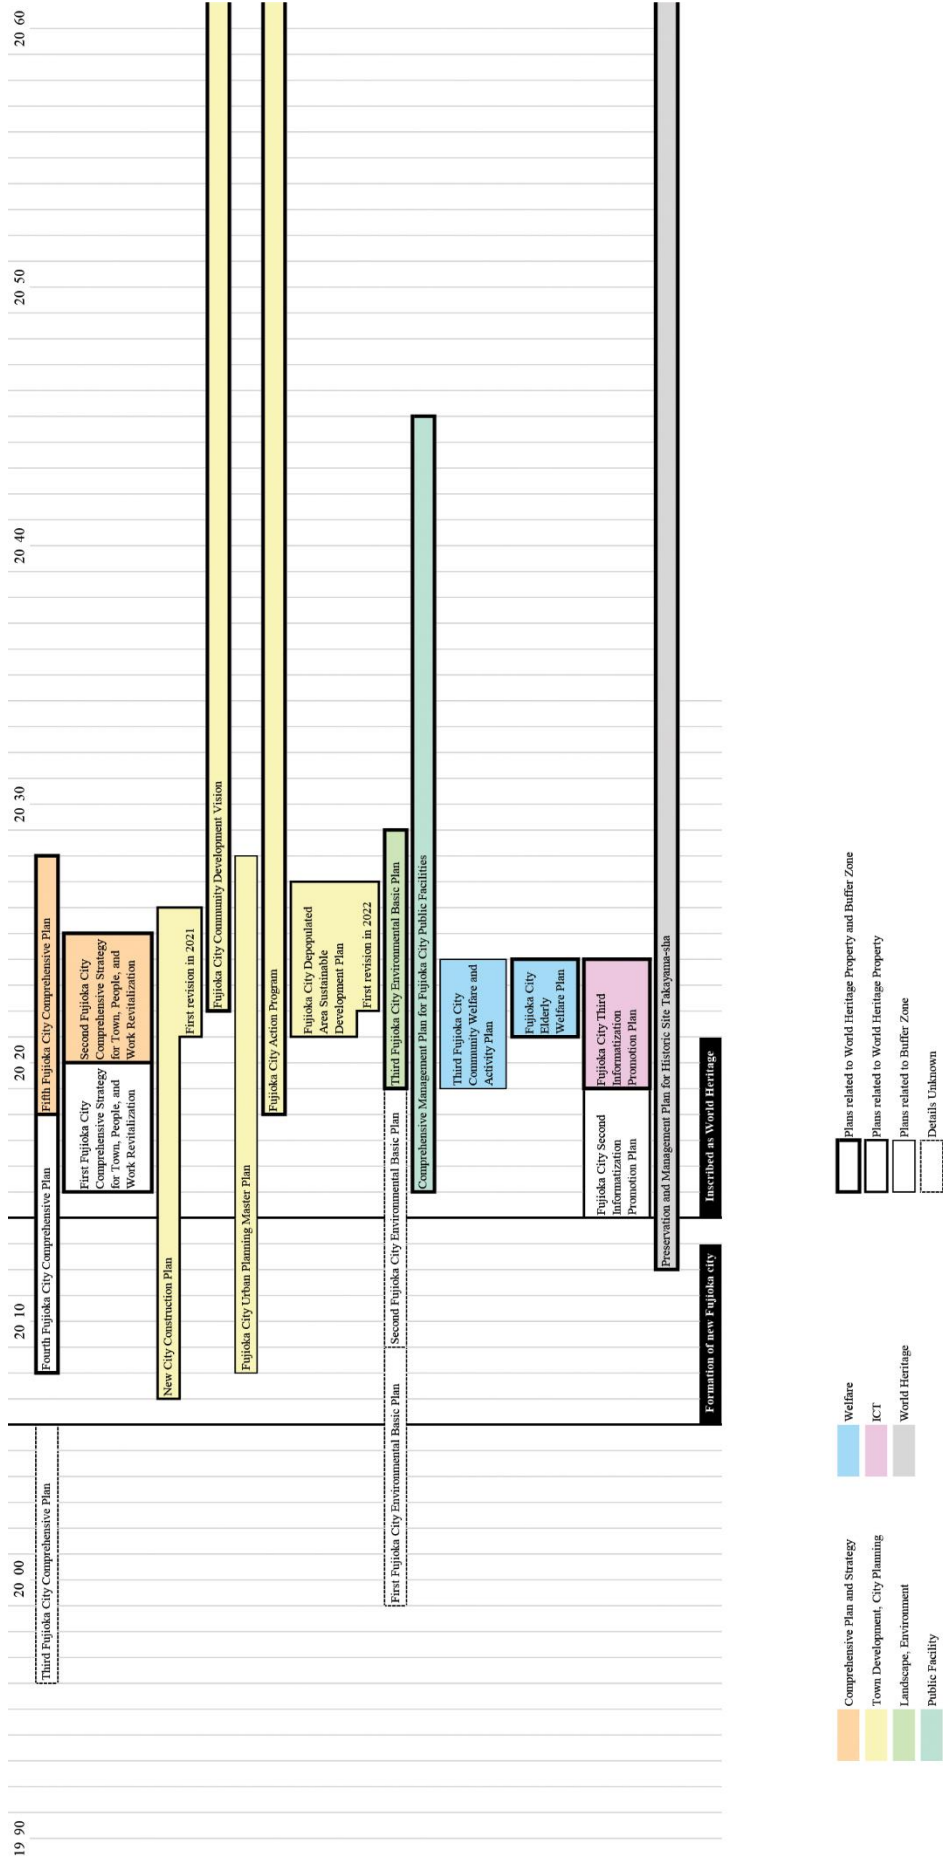 19 90
20 00
20 10
20 20
20 30
20 40
20 50
20 60
Third Fujioka City Comprehensive Plan
Fourth Fujioka City Comprehensive Plan
Fifth Fujioka City Comprehensive Plan
First Fujioka City
Comprehensive Strategy
for Town, People, and
Work Revitalization
Second Fujioka City
Comprehensive Strategy
for Town, People, and
Work Revitalization
New City Construction Plan
First revision in 2021
Fujioka City Community Development Vision
Fujioka City Urban Planning Master Plan
Fujioka City Action Program
Fujioka City Depopulated
Area Sustainable
Development Plan
First revision in 2022
First Fujioka City Environmental Basic Plan
Second Fujioka City Environmental Basic Plan
Third Fujioka City Environmental Basic Plan
Comprehensive Management Plan for Fujioka City Public Facilities
Third Fujioka City
Community Welfare and
Activity Plan
Fujioka City
Elderly
Welfare Plan
Fujioka City Second
Informatization
Promotion Plan
Fujioka City Third
Informatization
Promotion Plan
Preservation and Management Plan for Historic Site Takayama-sha
Formation of new Fujioka city
Inscribed as World Heritage
Comprehensive Plan and Strategy
Town Development, City Planning
Landscape, Environment
Public Facility
Welfare
ICT
World Heritage
Plans related to World Heritage Property and Buffer Zone
Plans related to World Heritage Property
Plans related to Buffer Zone
Details Unknown